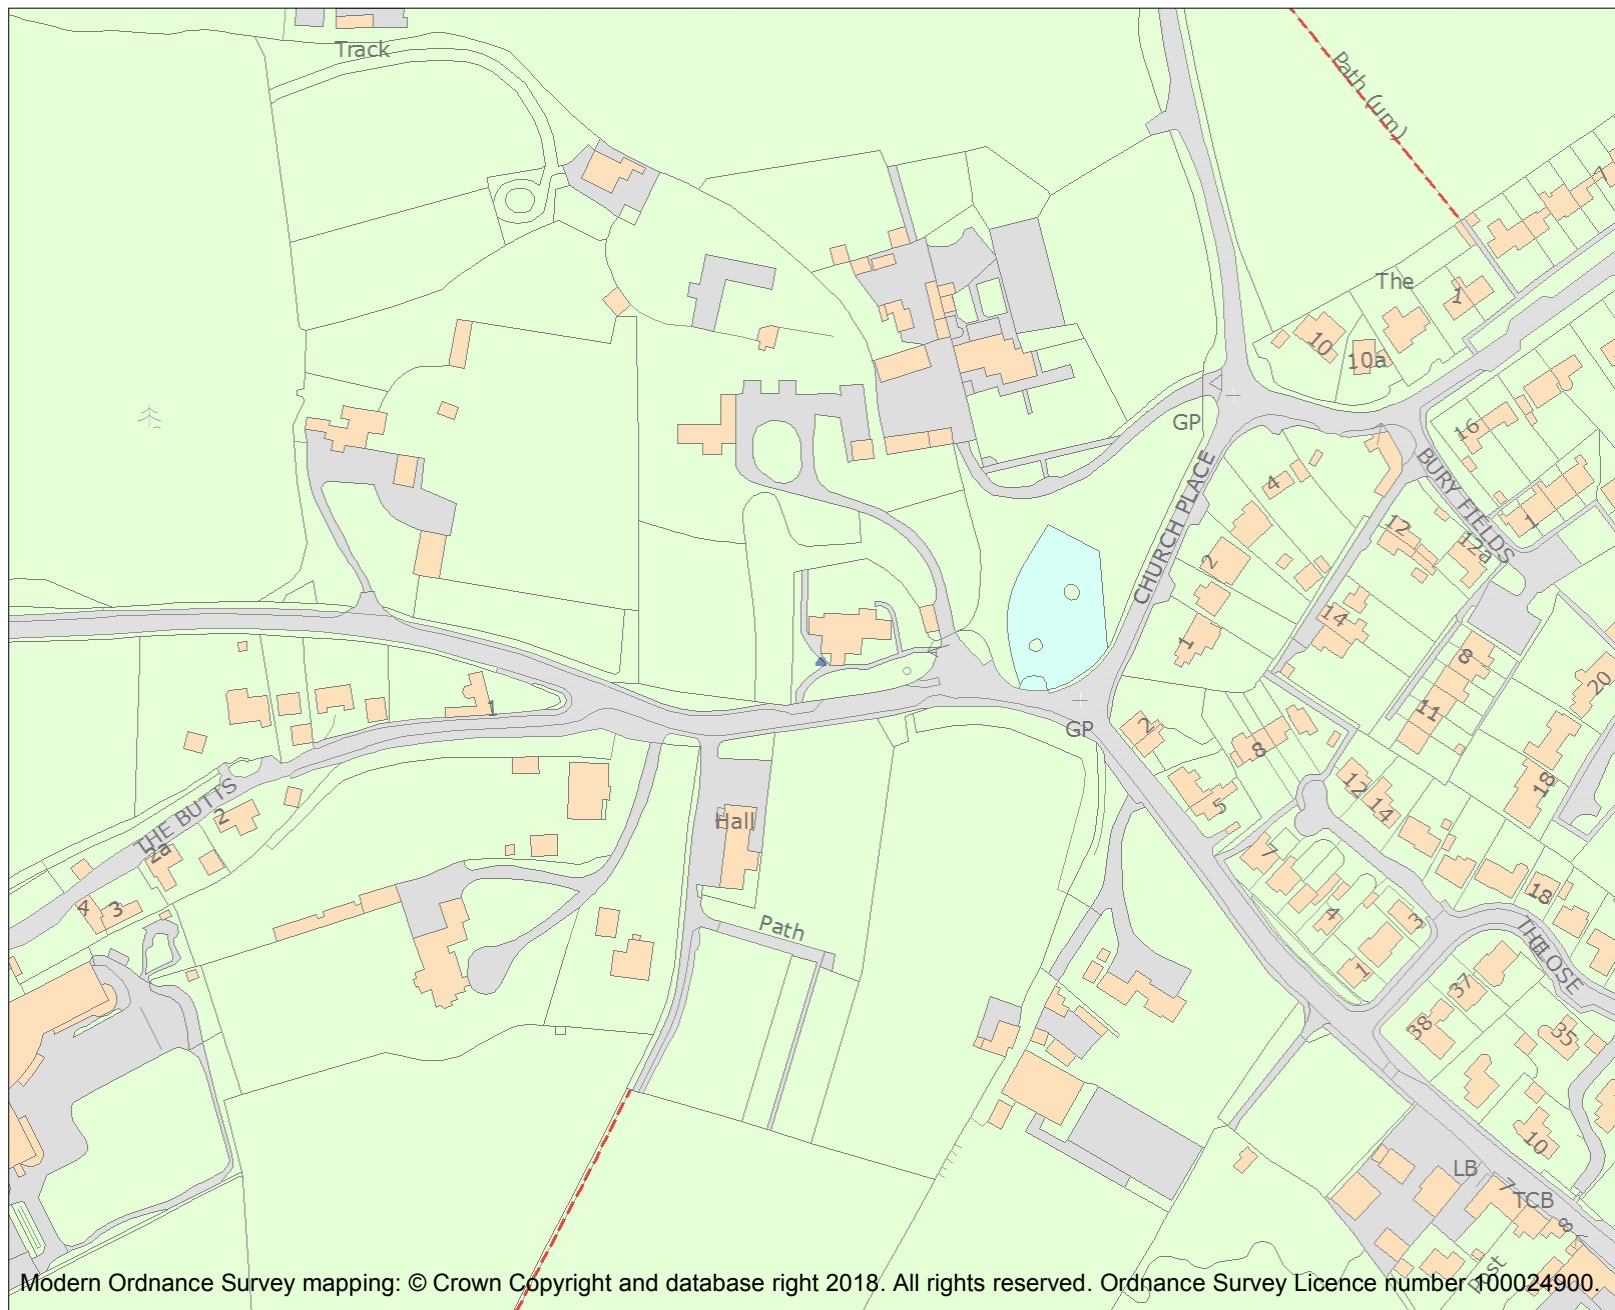 Track
Path (um)
7
The
1
10
10a
GP
16
CHURCH PLACE
BURY FIELDS
4
1
12
12a
2
14
1
8
20
11
1
2
GP
8
18
12
14
5
THE BUTTS
2
Hall
2a
7
18
4
3
4
3
Path
THE
CLOSE
1
37
38
35
10
LB
7
TCB
8
Post
Modern Ordnance Survey mapping: © Crown Copyright and database right 2018. All rights reserved. Ordnance Survey Licence number 100024900.